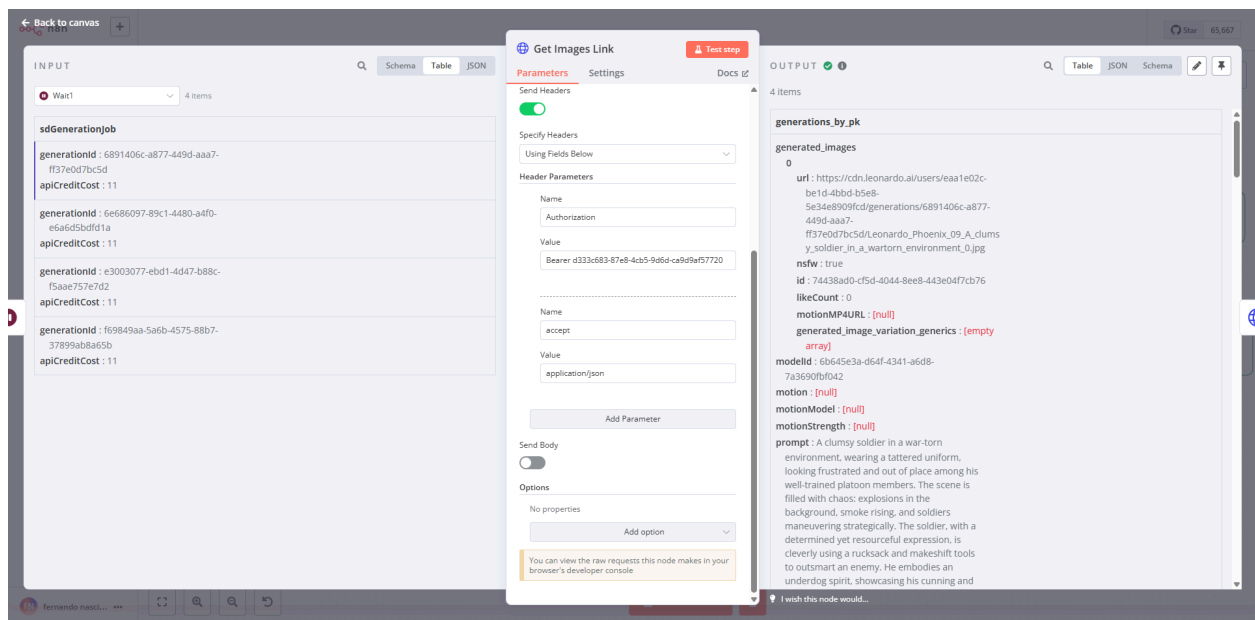 ← Back to canvas
n8n
Star 65,667
INPUT
Schema Table JSON
Wait1
4 items
sdGenerationJob
generationId : 6891406c-a877-449d-aaa7-
ff37e0d7bc5d
apiCreditCost : 11
generationId : 6e686097-89c1-4480-a4f0-
e6a6d5bdfd1a
apiCreditCost : 11
generationId : e3003077-ebd1-4d47-b88c-
f5aae757e7d2
apiCreditCost : 11
generationId : f69849aa-5a6b-4575-88b7-
37899ab8a65b
apiCreditCost : 11
fernando nasci... •••
Get Images Link
Test step
Parameters Settings Docs
Send Headers
Specify Headers
Using Fields Below
Header Parameters
Name
Authorization
Value
Bearer d333c683-87e8-4cb5-9d6d-ca9d9af57720
Name
accept
Value
application/json
Add Parameter
Send Body
Options
No properties
Add option
You can view the raw requests this node makes in your
browser's developer console
OUTPUT
Table JSON Schema
4 items
generations_by_pk
generated_images
0
url : https://cdn.leonardo.ai/users/eaa1e02c-
be1d-4bbd-b5e8-
5e34e8909fcd/generations/6891406c-a877-
449d-aaa7-
ff37e0d7bc5d/Leonardo_Phoenix_09_A_clums
y_soldier_in_a_wartorn_environment_0.jpg
nsfw : true
id : 74438ad0-cf5d-4044-8ee8-443e04f7cb76
likeCount : 0
motionMP4URL : [null]
generated_image_variation_generics : [empty
array]
modelId : 6b645e3a-d64f-4341-a6d8-
7a3690fbf042
motion : [null]
motionModel : [null]
motionStrength : [null]
prompt : A clumsy soldier in a war-torn
environment, wearing a tattered uniform,
looking frustrated and out of place among his
well-trained platoon members. The scene is
filled with chaos: explosions in the
background, smoke rising, and soldiers
maneuvering strategically. The soldier, with a
determined yet resourceful expression, is
cleverly using a rucksack and makeshift tools
to outsmart an enemy. He embodies an
underdog spirit, showcasing his cunning and
I wish this node would...